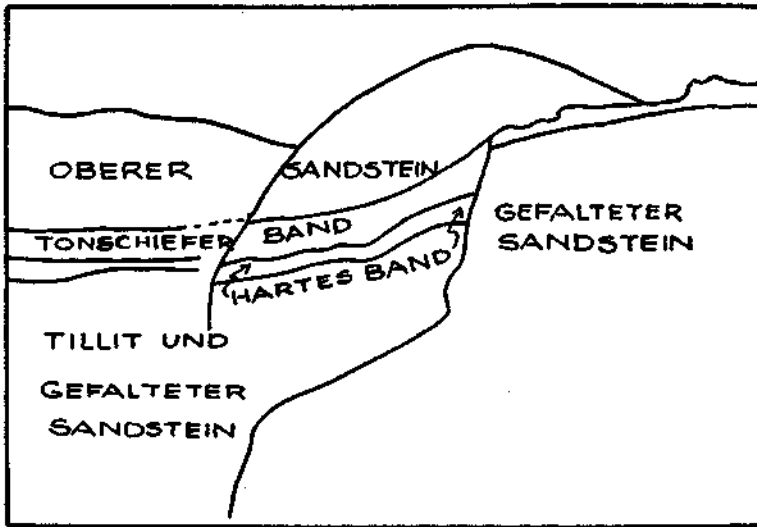 OBERER SANDSTEIN
TONSCHIEFER BAND
HARTES BAND
GEFALTETER
SANDSTEIN
TILLIT UND
GEFALTETER
SANDSTEIN